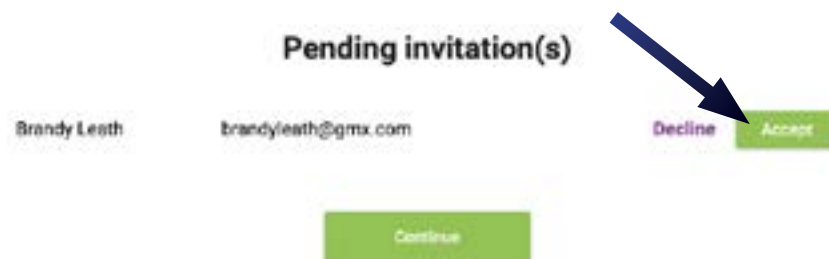 Pending invitation(s)
Brandy Leath brandyleath@gmx.com Decline Accept
Continue